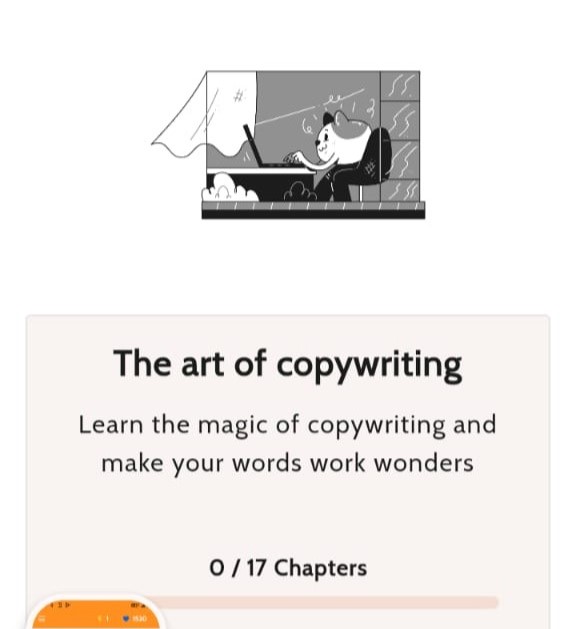 The art of copywriting
Learn the magic of copywriting and
make your words work wonders
0 / 17 Chapters